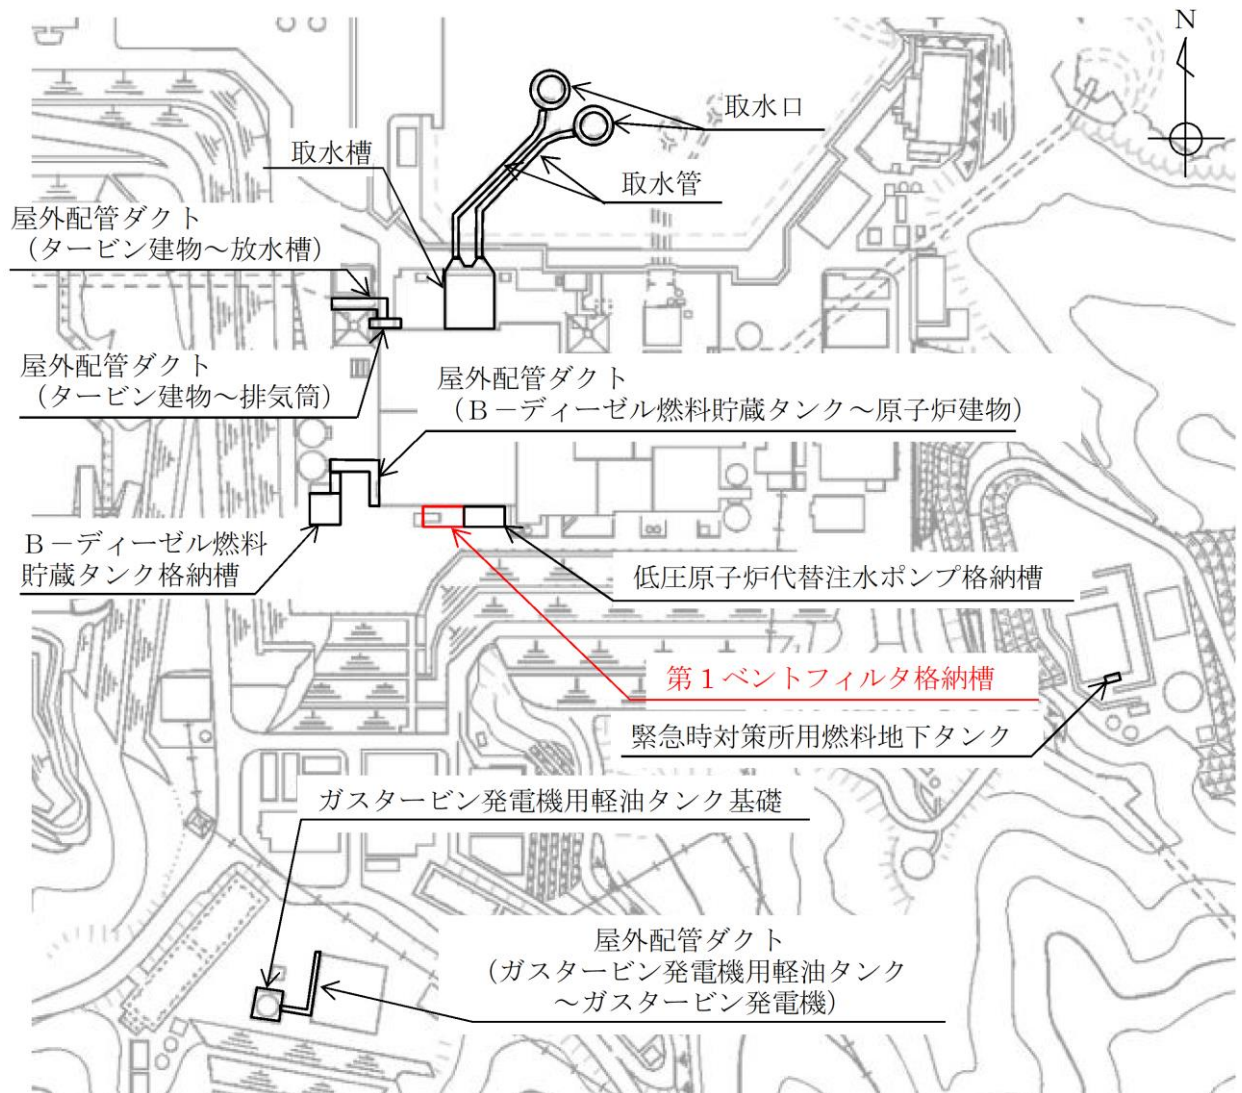 N
取水口
取水槽
取水管
屋外配管ダクト
（タービン建物～放水槽）
屋外配管ダクト
（タービン建物～排気筒）
屋外配管ダクト
（Ｂ－ディーゼル燃料貯蔵タンク～原子炉建物）
Ｂ－ディーゼル燃料
貯蔵タンク格納槽
低圧原子炉代替注水ポンプ格納槽
第１ベントフィルタ格納槽
緊急時対策所用燃料地下タンク
ガスタービン発電機用軽油タンク基礎
屋外配管ダクト
（ガスタービン発電機用軽油タンク
～ガスタービン発電機）